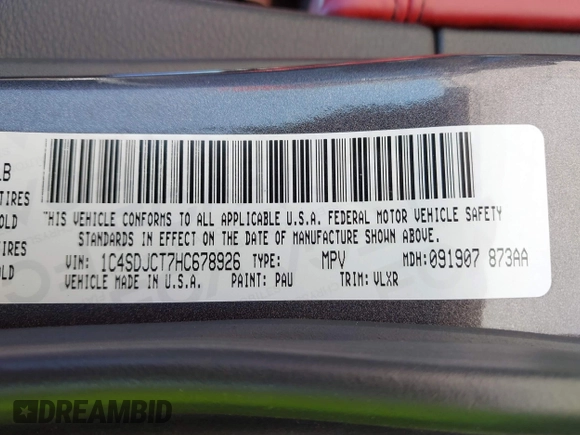 LB
TIRES
OLD
TIRES
OLD
THIS VEHICLE CONFORMS TO ALL APPLICABLE U.S.A. FEDERAL MOTOR VEHICLE SAFETY
STANDARDS IN EFFECT ON THE DATE OF MANUFACTURE SHOWN ABOVE.
VIN: 1C4SDJCT7HC678926 TYPE: MPV MDH:091907 873AA
VEHICLE MADE IN U.S.A. PAINT: PAU TRIM: VLXR
DREAMBID